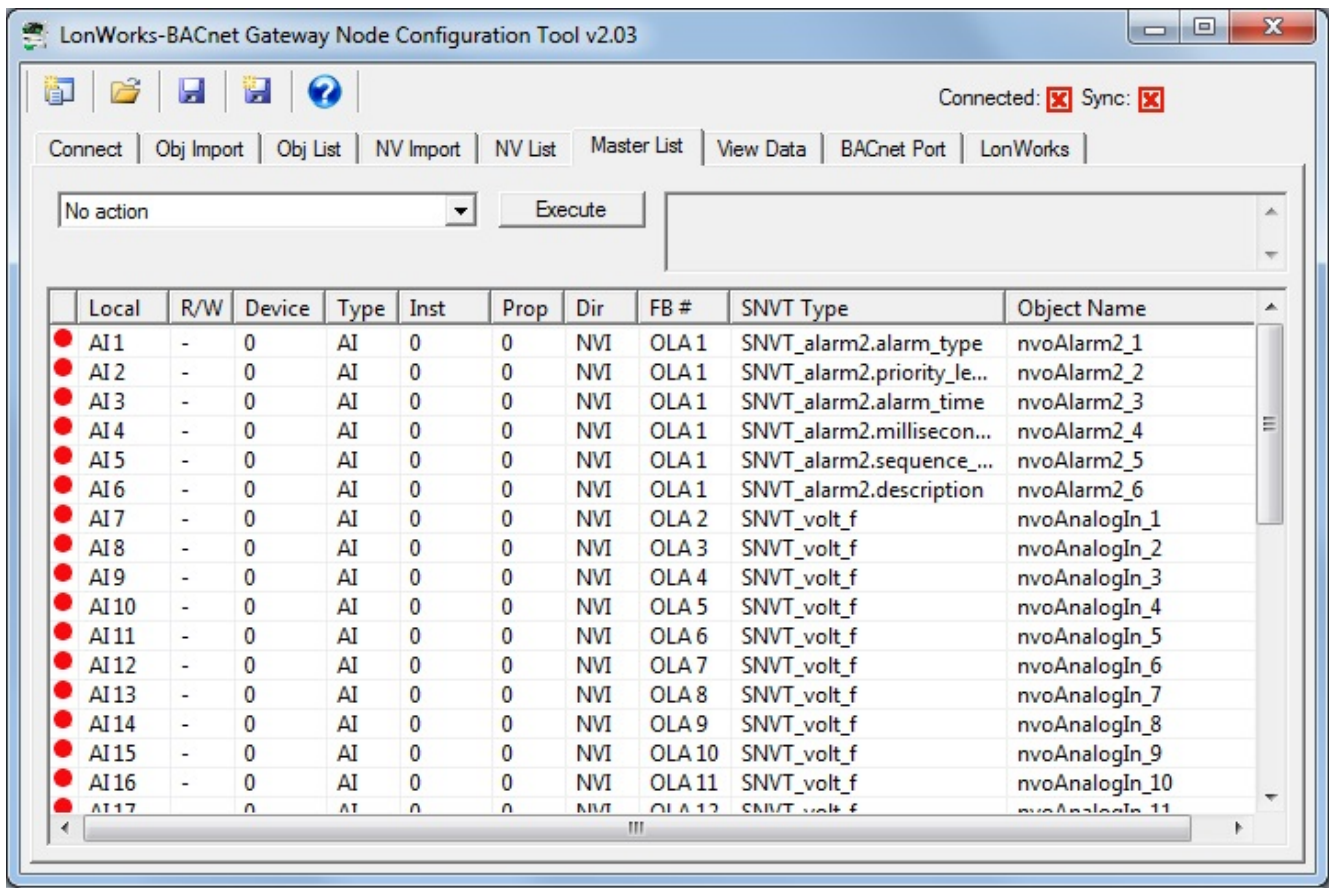 LonWorks-BACnet Gateway Node Configuration Tool v2.03
Connected: Sync:
Connect Obj Import Obj List NV Import NV List Master List View Data BACnet Port LonWorks
No action Execute
Local R/W Device Type Inst Prop Dir FB # SNVT Type Object Name
AI 1 - 0 AI 0 0 NVI OLA 1 SNVT_alarm2.alarm_type nvoAlarm2_1
AI 2 - 0 AI 0 0 NVI OLA 1 SNVT_alarm2.priority_le... nvoAlarm2_2
AI 3 - 0 AI 0 0 NVI OLA 1 SNVT_alarm2.alarm_time nvoAlarm2_3
AI 4 - 0 AI 0 0 NVI OLA 1 SNVT_alarm2.millisecon... nvoAlarm2_4
AI 5 - 0 AI 0 0 NVI OLA 1 SNVT_alarm2.sequence_... nvoAlarm2_5
AI 6 - 0 AI 0 0 NVI OLA 1 SNVT_alarm2.description nvoAlarm2_6
AI 7 - 0 AI 0 0 NVI OLA 2 SNVT_volt_f nvoAnalogIn_1
AI 8 - 0 AI 0 0 NVI OLA 3 SNVT_volt_f nvoAnalogIn_2
AI 9 - 0 AI 0 0 NVI OLA 4 SNVT_volt_f nvoAnalogIn_3
AI 10 - 0 AI 0 0 NVI OLA 5 SNVT_volt_f nvoAnalogIn_4
AI 11 - 0 AI 0 0 NVI OLA 6 SNVT_volt_f nvoAnalogIn_5
AI 12 - 0 AI 0 0 NVI OLA 7 SNVT_volt_f nvoAnalogIn_6
AI 13 - 0 AI 0 0 NVI OLA 8 SNVT_volt_f nvoAnalogIn_7
AI 14 - 0 AI 0 0 NVI OLA 9 SNVT_volt_f nvoAnalogIn_8
AI 15 - 0 AI 0 0 NVI OLA 10 SNVT_volt_f nvoAnalogIn_9
AI 16 - 0 AI 0 0 NVI OLA 11 SNVT_volt_f nvoAnalogIn_10
AI 17 0 AI 0 0 NVI OLA 12 SNVT_volt_f nvoAnalogIn_11